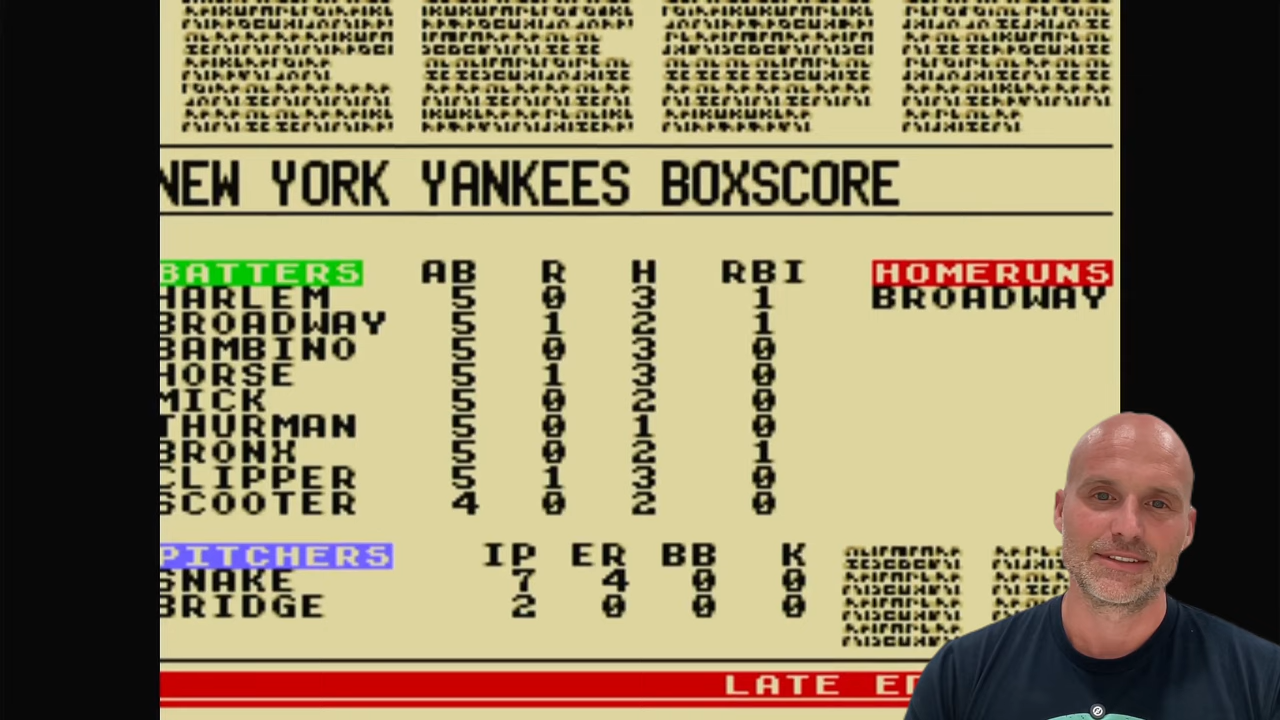 NEW YORK YANKEES BOXSCORE
BATTERS AB R H RBI HOMERUNS
HARLEM 5 0 3 1 BROADWAY
BROADWAY 5 1 2 1
BAMBINO 5 0 3 0
HORSE 5 1 3 0
MICK 5 0 2 0
THURMAN 5 0 1 0
BRONX 5 0 2 1
CLIPPER 5 1 3 0
SCOOTER 4 0 2 0
PITCHERS IP ER BB K
SNAKE 7 4 0 0
BRIDGE 2 0 0 0
LATE